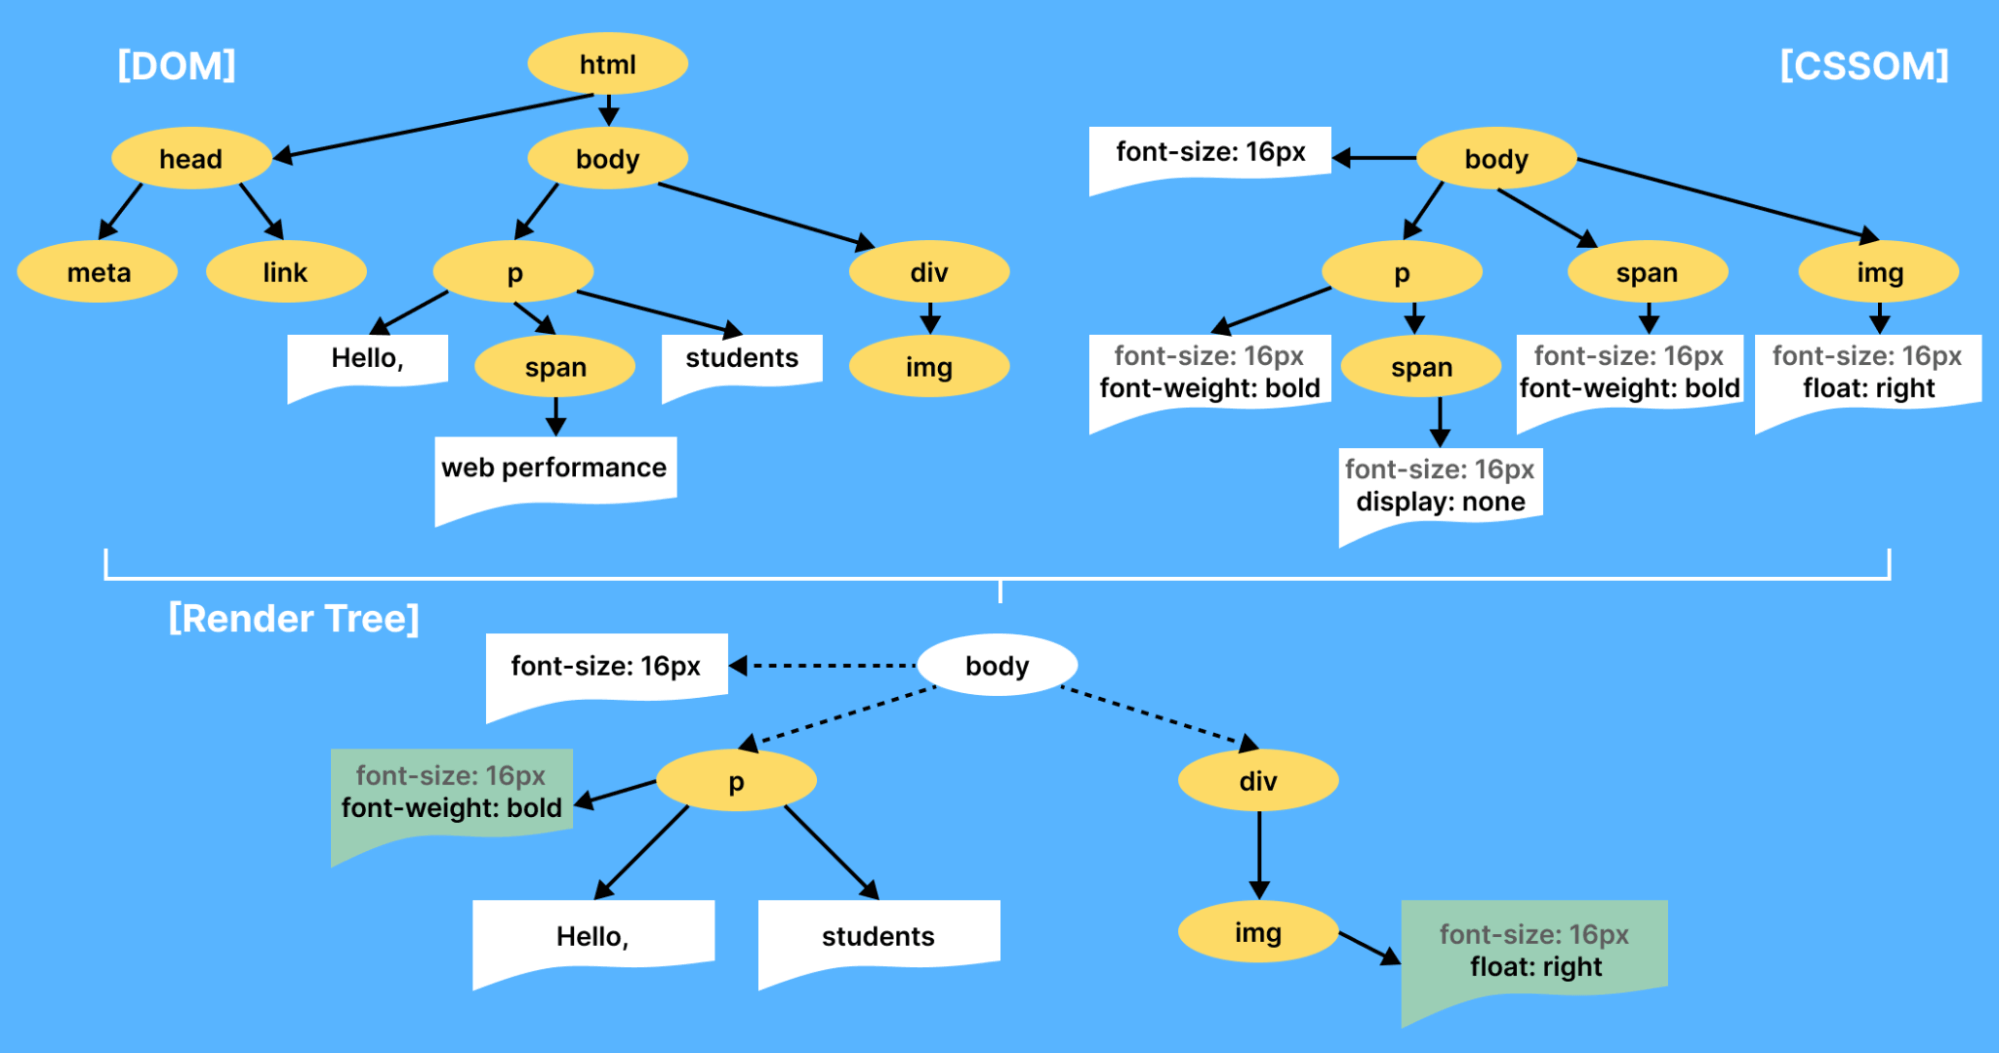 [DOM]
html
head
body
meta
link
p
div
Hello,
span
students
img
web performance
[CSSOM]
font-size: 16px
body
p
span
img
font-size: 16px
font-weight: bold
span
font-size: 16px
font-weight: bold
font-size: 16px
float: right
font-size: 16px
display: none
[Render Tree]
font-size: 16px
body
font-size: 16px
font-weight: bold
p
div
Hello,
students
img
font-size: 16px
float: right